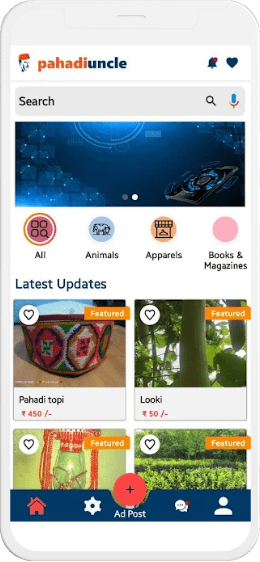 pahadiuncle
Search
All
Animals
Apparels
Books &
Magazines
Latest Updates
Featured
Featured
Pahadi topi
₹ 450 /-
Looki
₹ 50 /-
Featured
Featured
+
Ad Post